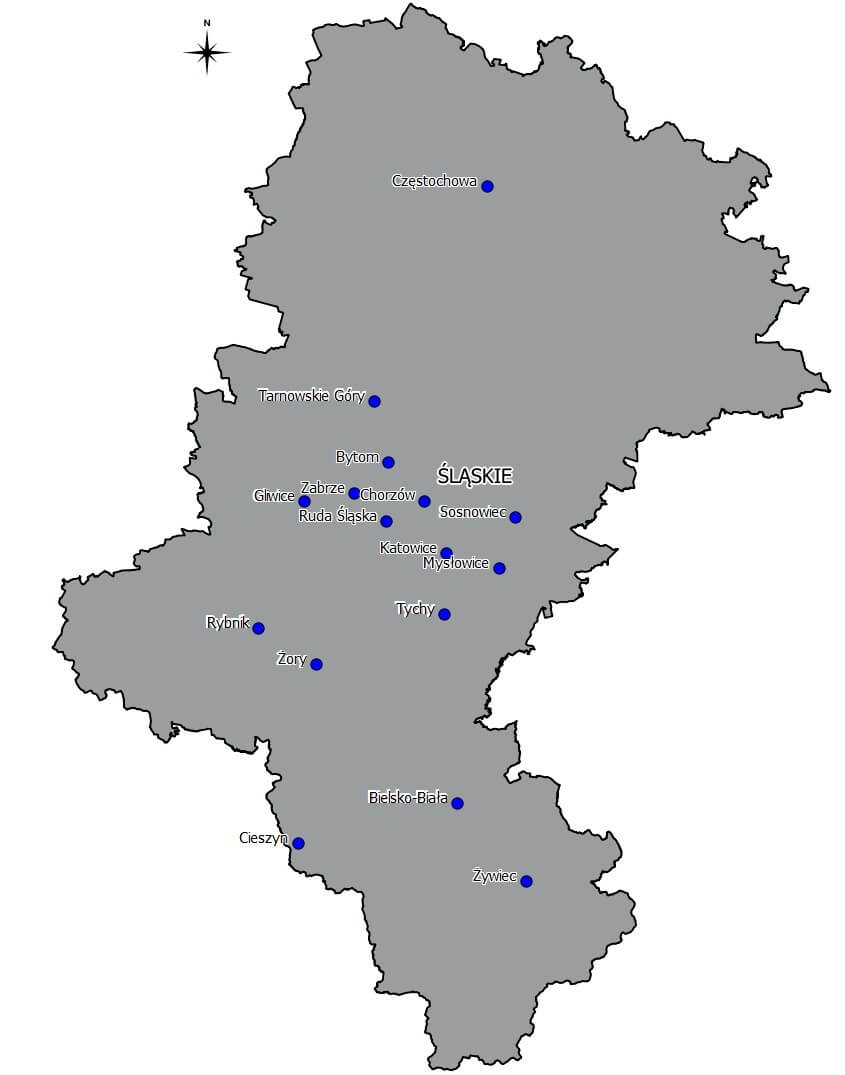 N
Częstochowa
Tarnowskie Góry
Bytom
ŚLĄSKIE
Zabrze
Gliwice
Chorzów
Ruda Śląska
Sosnowiec
Katowice
Mysłowice
Tychy
Rybnik
Żory
Bielsko-Biała
Cieszyn
Żywiec